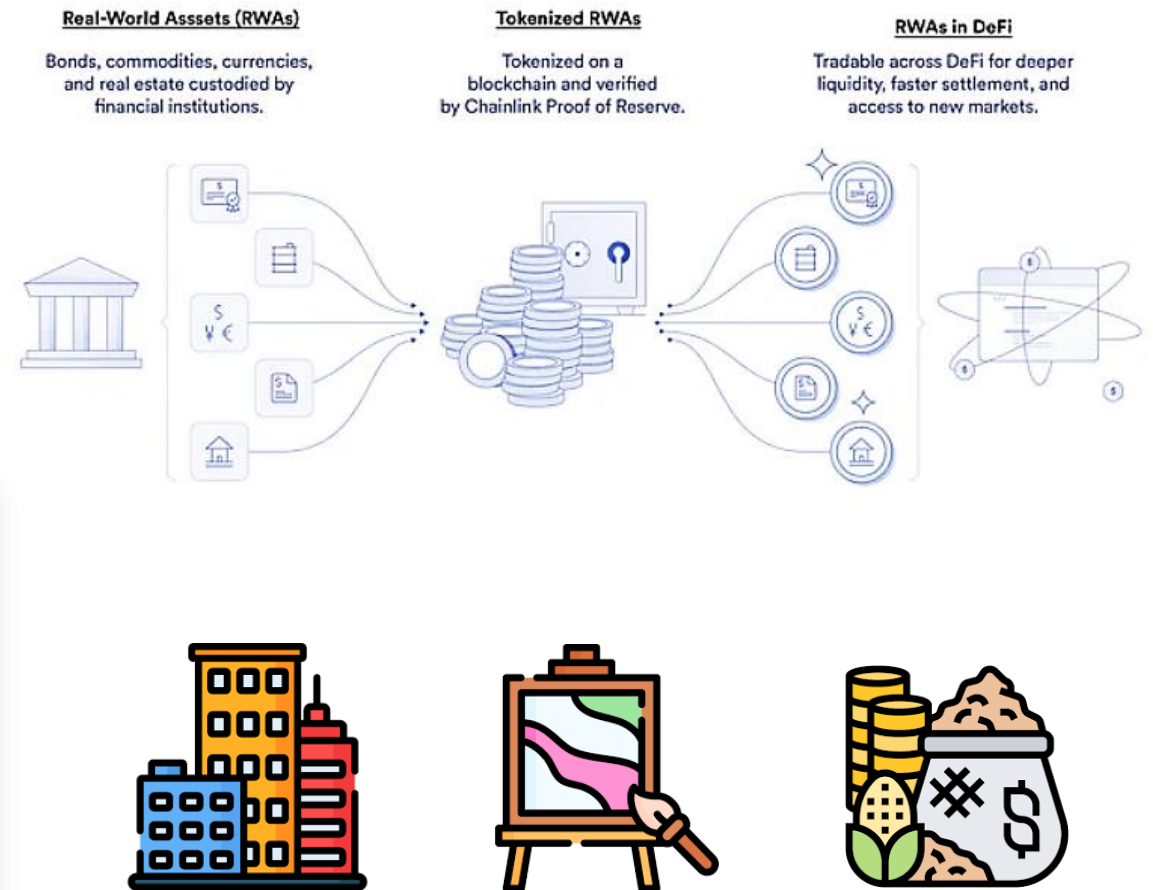 Real-World Asssets (RWAs)
Bonds, commodities, currencies,
and real estate custodied by
financial institutions.
Tokenized RWAs
Tokenized on a
blockchain and verified
by Chainlink Proof of Reserve.
RWAs in DeFi
Tradable across DeFi for deeper
liquidity, faster settlement, and
access to new markets.
$
$
¥ €
$
$
$
¥ €
$
$
$
$
$